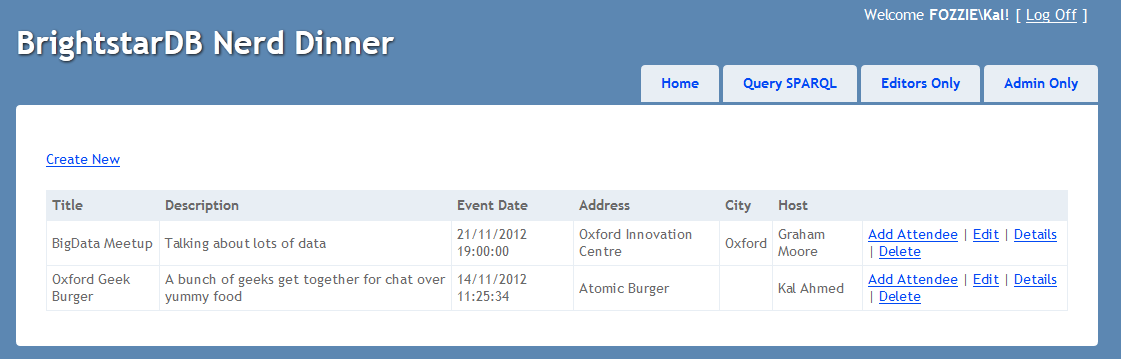 Welcome FOZZIE\Kal! [ Log Off ]
BrightstarDB Nerd Dinner
Home Query SPARQL Editors Only Admin Only
Create New
Title Description Event Date Address City Host
BigData Meetup Talking about lots of data 21/11/2012 19:00:00 Oxford Innovation Centre Oxford Graham Moore Add Attendee | Edit | Details | Delete
Oxford Geek Burger A bunch of geeks get together for chat over yummy food 14/11/2012 11:25:34 Atomic Burger Kal Ahmed Add Attendee | Edit | Details | Delete